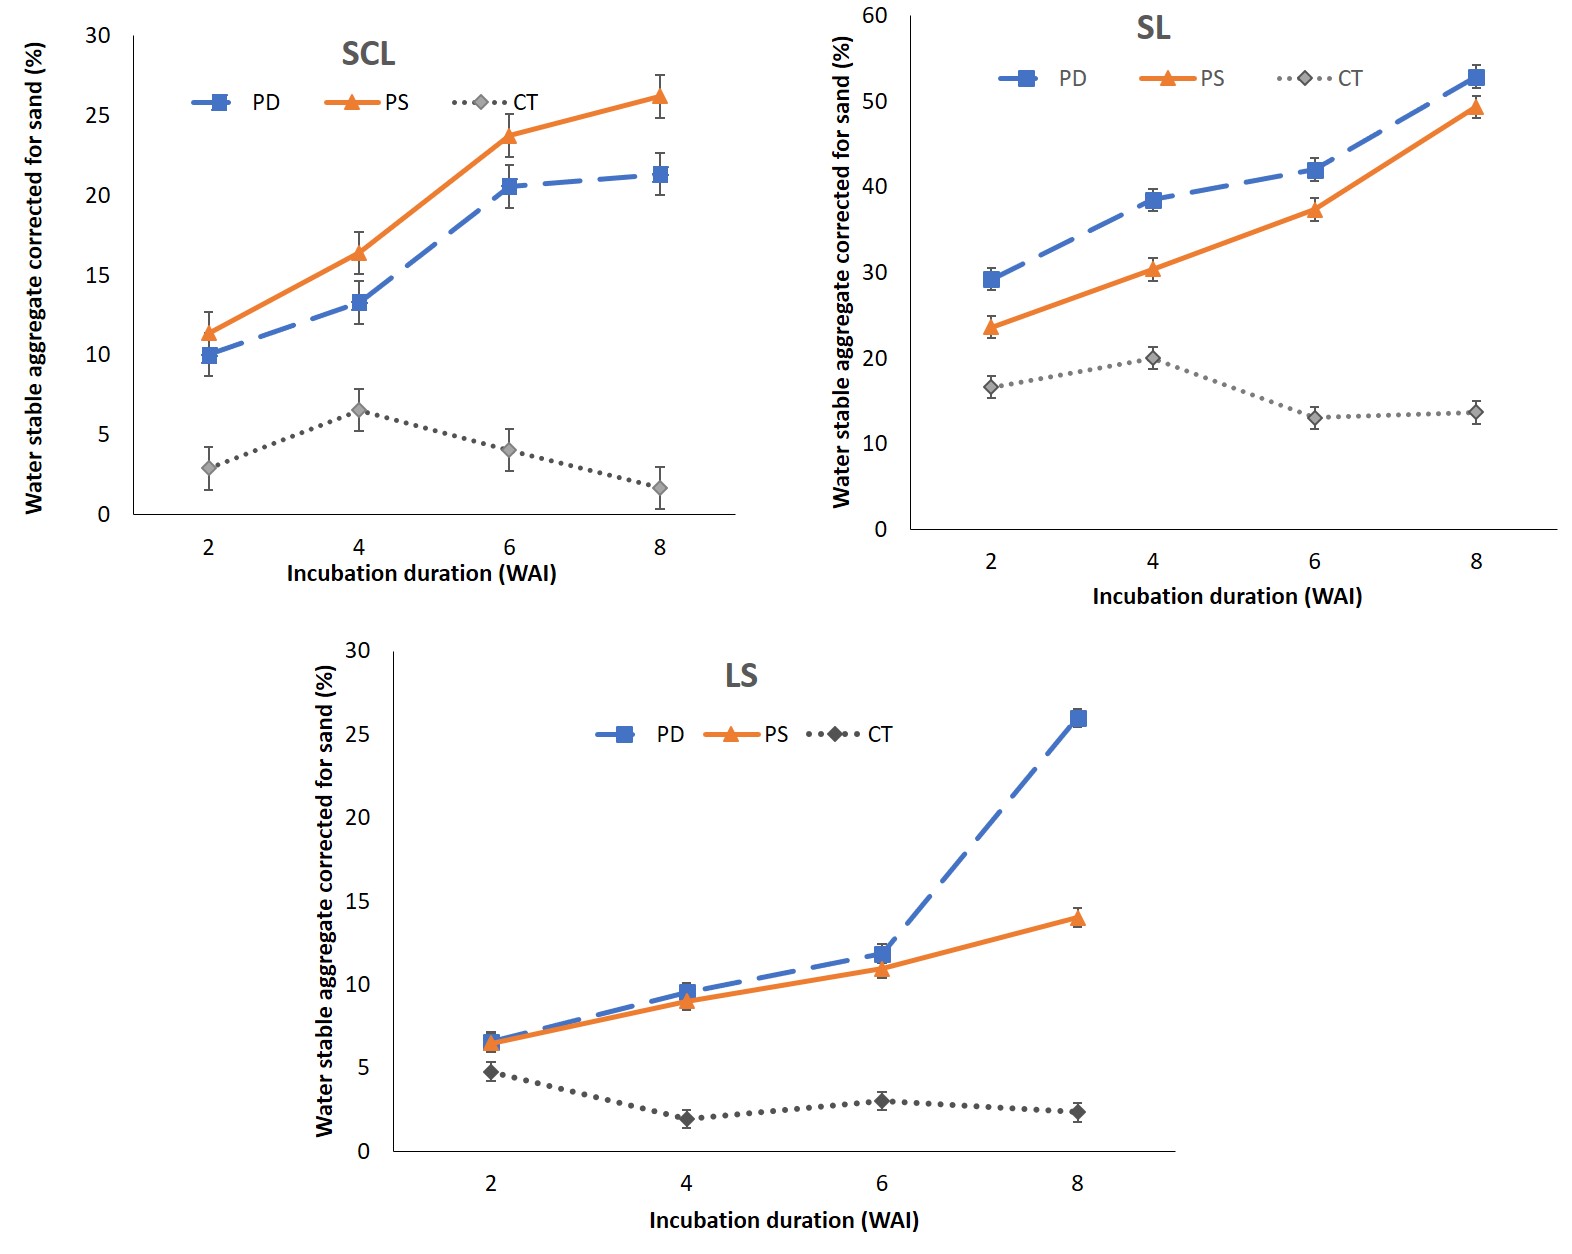 SCL
PD PS CT
Water stable aggregate corrected for sand (%)
30
25
20
15
10
5
0
2 4 6 8
Incubation duration (WAI)
SL
PD PS CT
Water stable aggregate corrected for sand (%)
60
50
40
30
20
10
0
2 4 6 8
Incubation duration (WAI)
LS
PD PS CT
Water stable aggregate corrected for sand (%)
30
25
20
15
10
5
0
2 4 6 8
Incubation duration (WAI)